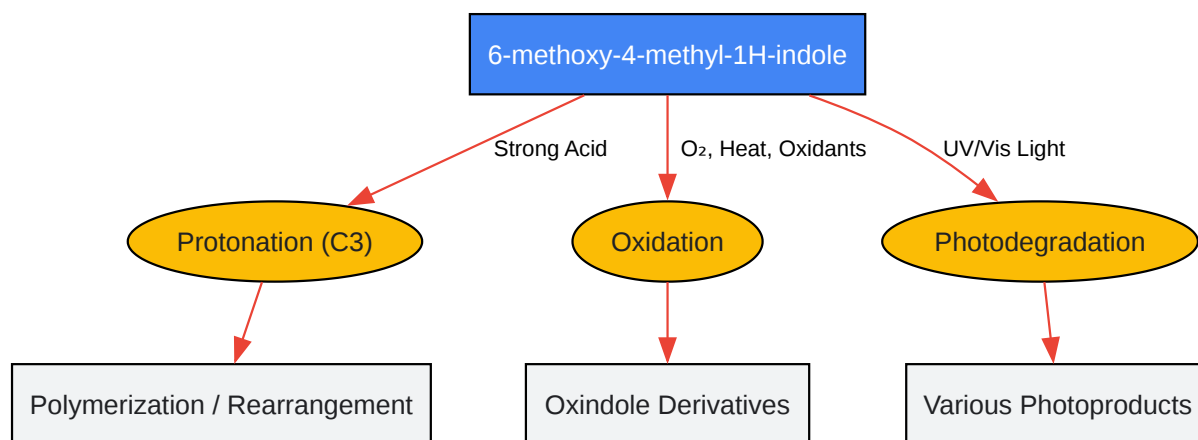 6-methoxy-4-methyl-1H-indole
Strong Acid
O₂, Heat, Oxidants
UV/Vis Light
Protonation (C3)
Oxidation
Photodegradation
Polymerization / Rearrangement
Oxindole Derivatives
Various Photoproducts